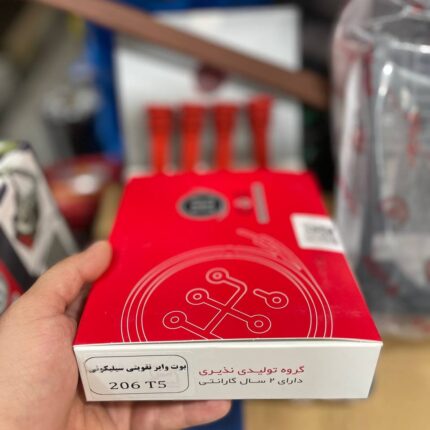 گروه تولیدی نذیری
دارای ۲ سال گارانتی
بوت وایر تقویتی سیلیکونی
206 T5